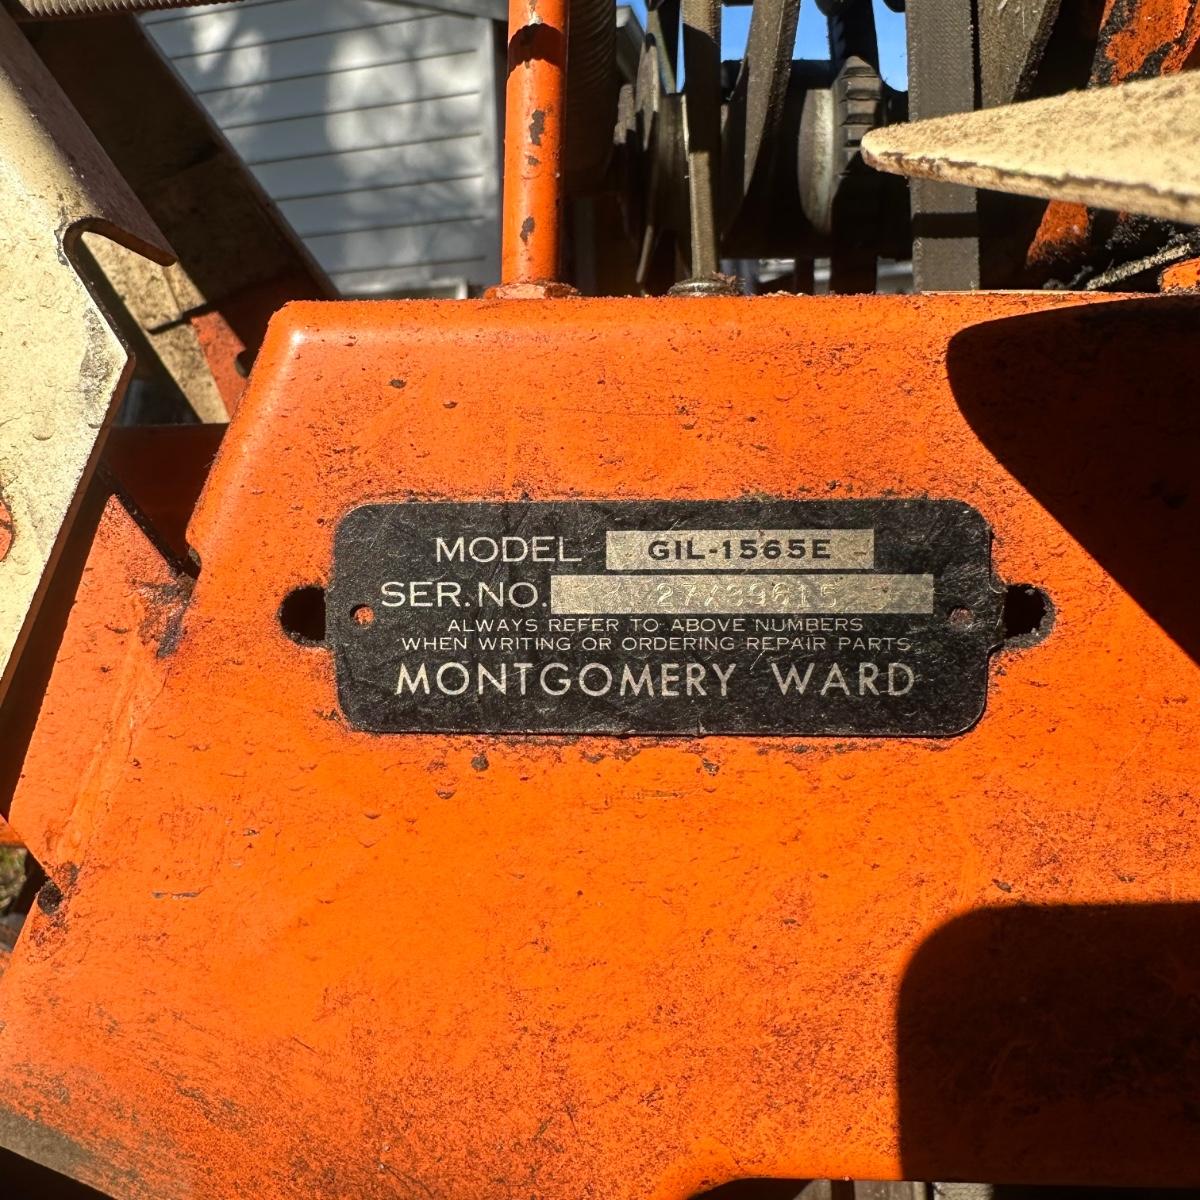 MODEL GIL-1565E
SER.NO.
ALWAYS REFER TO ABOVE NUMBERS
WHEN WRITING OR ORDERING REPAIR PARTS
MONTGOMERY WARD